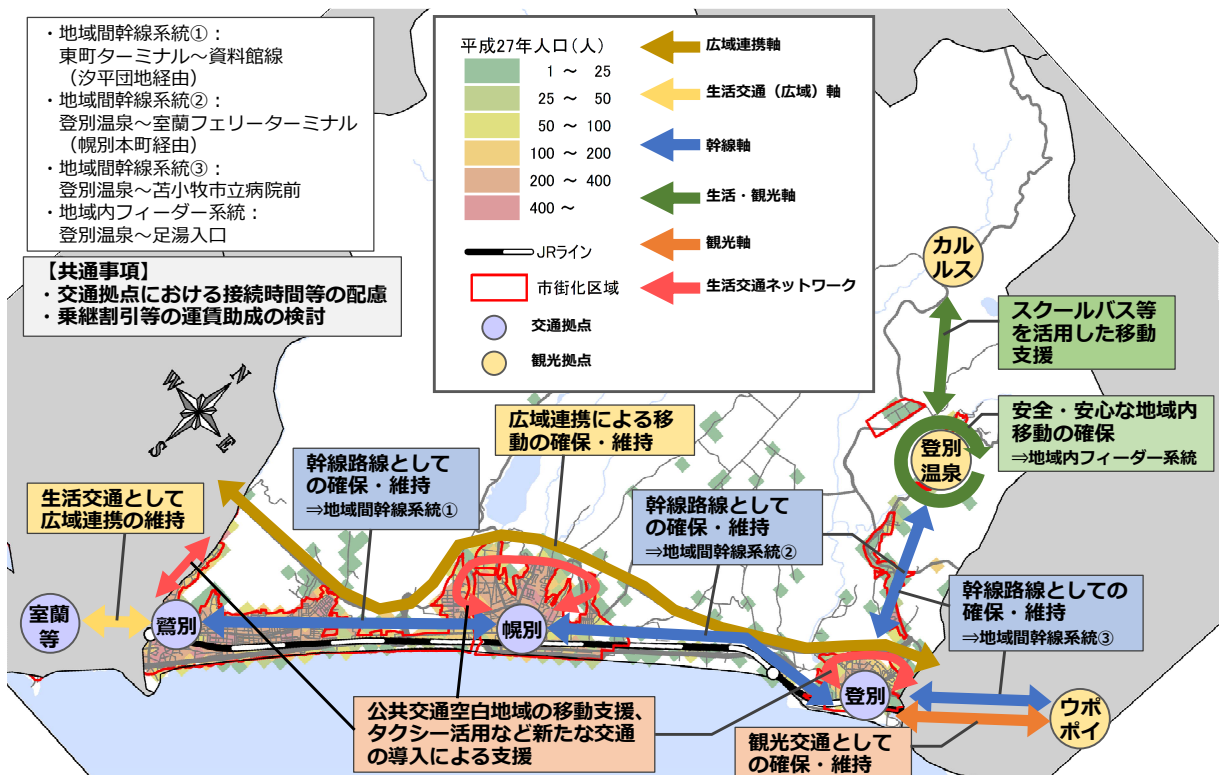 ・地域間幹線系統①：
東町ターミナル～資料館線
（汐平団地経由）
・地域間幹線系統②：
登別温泉～室蘭フェリーターミナル
（幌別本町経由）
・地域間幹線系統③：
登別温泉～苫小牧市立病院前
・地域内フィーダー系統：
登別温泉～足湯入口
【共通事項】
・交通拠点における接続時間等の配慮
・乗継割引等の運賃助成の検討
平成27年人口(人)
1 ～ 25
25 ～ 50
50 ～ 100
100 ～ 200
200 ～ 400
400 ～
JRライン
市街化区域
交通拠点
観光拠点
広域連携軸
生活交通（広域）軸
幹線軸
生活・観光軸
観光軸
生活交通ネットワーク
N
W
S
E
カル
ルス
スクールバス等
を活用した移動
支援
安全・安心な地域内
移動の確保
⇒地域内フィーダー系統
登別
温泉
広域連携による移
動の確保・維持
幹線路線として
の確保・維持
⇒地域間幹線系統①
生活交通として
広域連携の維持
幹線路線として
の確保・維持
⇒地域間幹線系統②
幹線路線としての
確保・維持
⇒地域間幹線系統③
室蘭
等
鷲別
幌別
登別
ウポ
ポイ
公共交通空白地域の移動支援、
タクシー活用など新たな交通
の導入による支援
観光交通として
の確保・維持